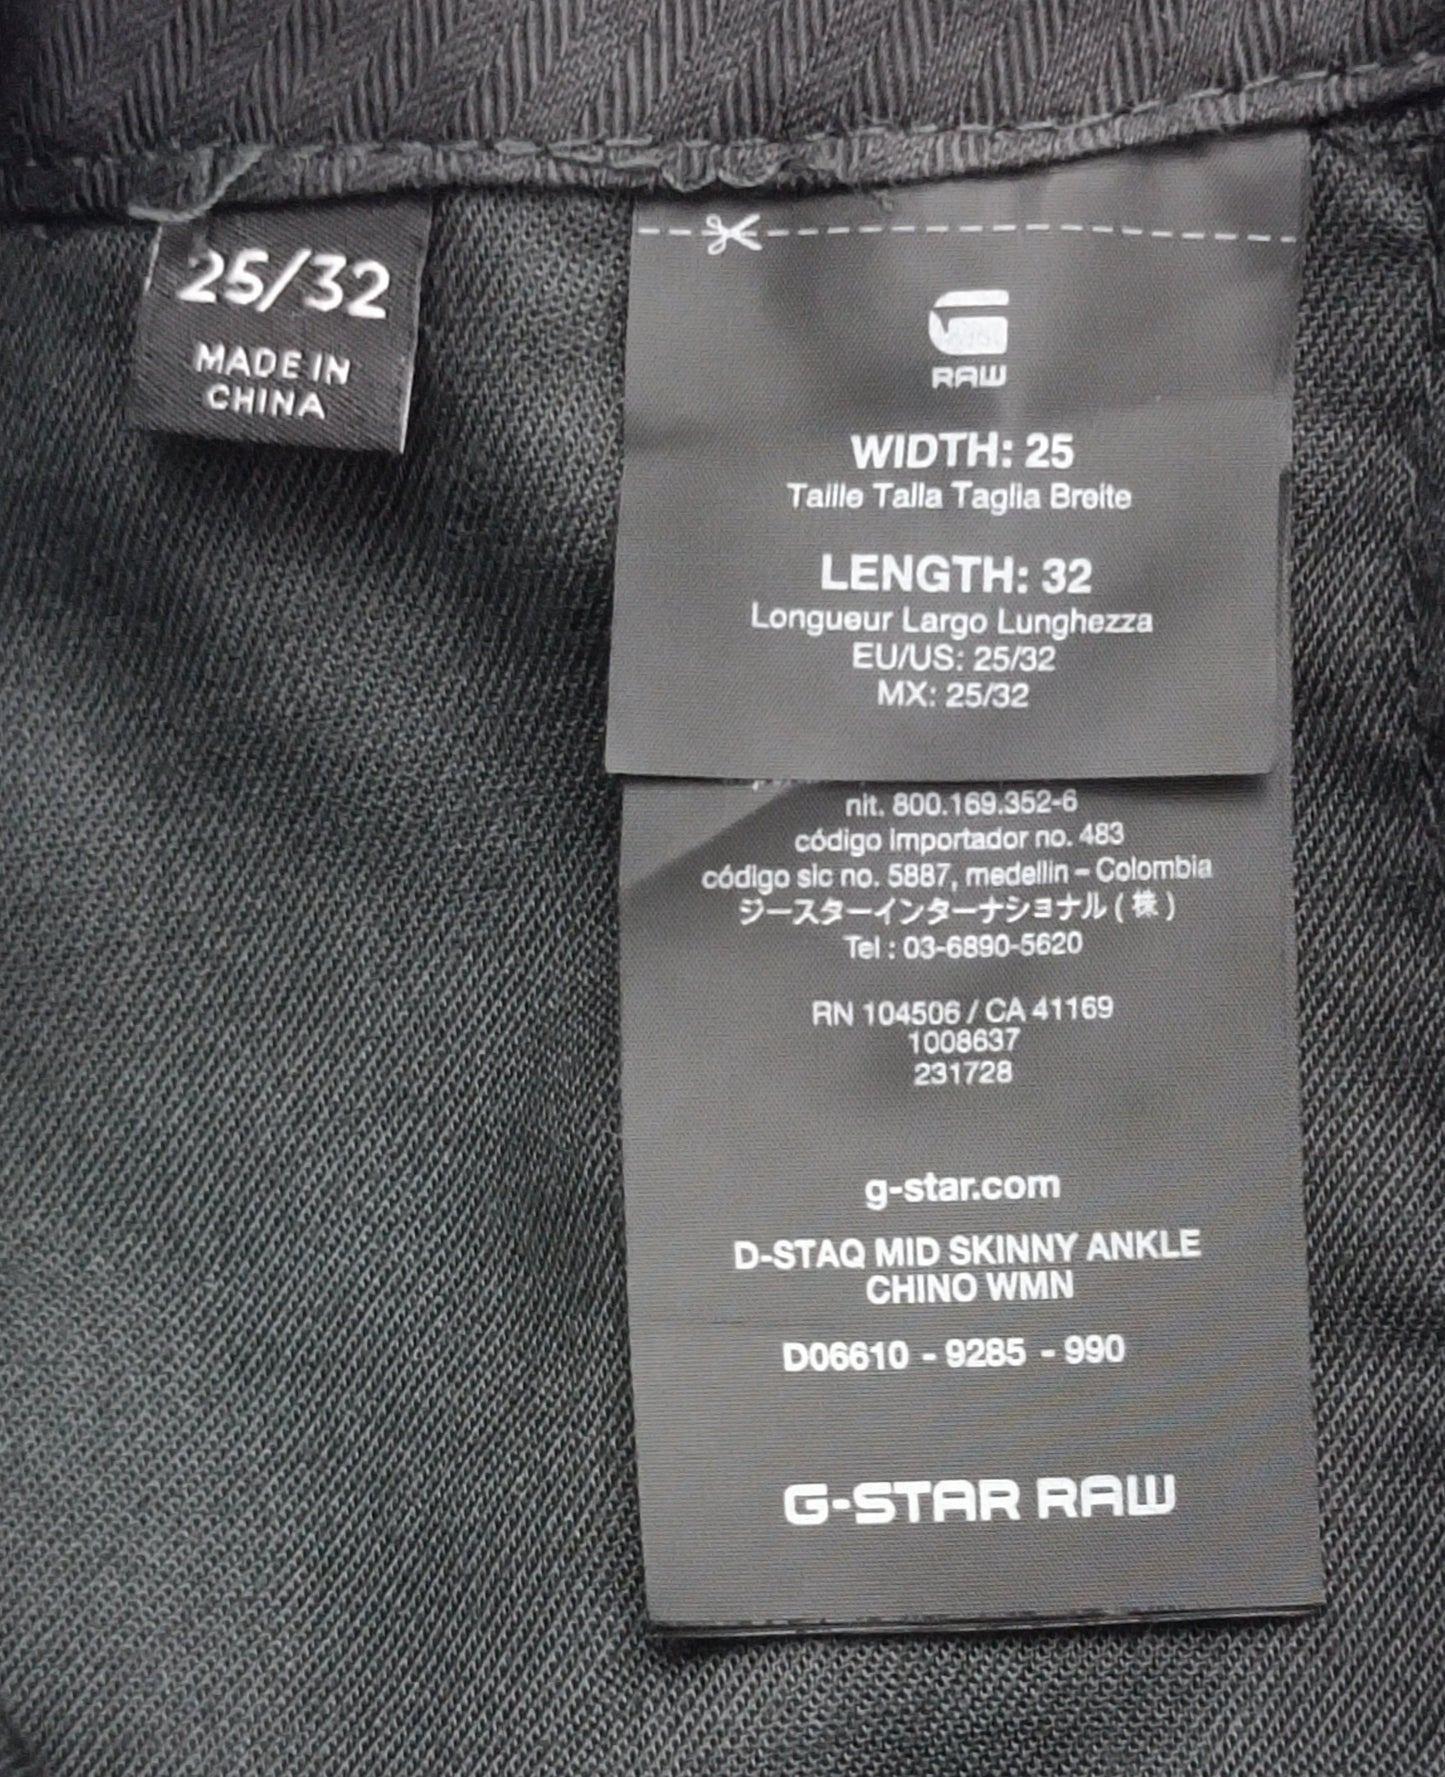 25/32
MADE IN
CHINA
RAW
WIDTH: 25
Taille Talla Taglia Breite
LENGTH: 32
Longueur Largo Lunghezza
EU/US: 25/32
MX: 25/32
nit. 800.169.352-6
código importador no. 483
código sic no. 5887, medellin – Colombia
ジースターインターナショナル ( 株 )
Tel : 03-6890-5620
RN 104506 / CA 41169
1008637
231728
g-star.com
D-STAQ MID SKINNY ANKLE
CHINO WMN
D06610 - 9285 - 990
G-STAR RAW